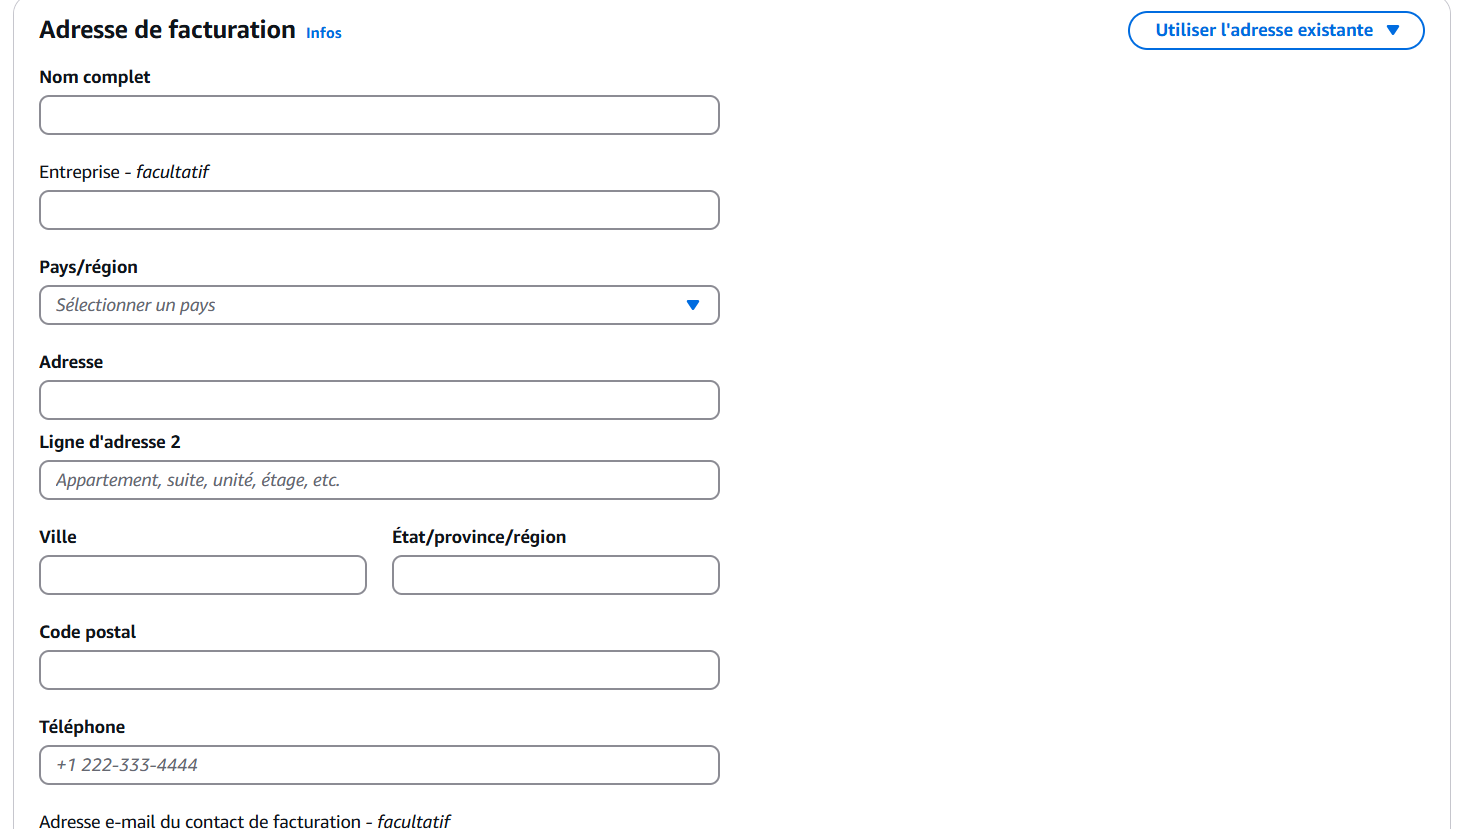 Adresse de facturation Infos
Utiliser l'adresse existante
Nom complet
Entreprise - facultatif
Pays/région
Sélectionner un pays
Adresse
Ligne d'adresse 2
Appartement, suite, unité, étage, etc.
Ville
État/province/région
Code postal
Téléphone
+1 222-333-4444
Adresse e-mail du contact de facturation - facultatif